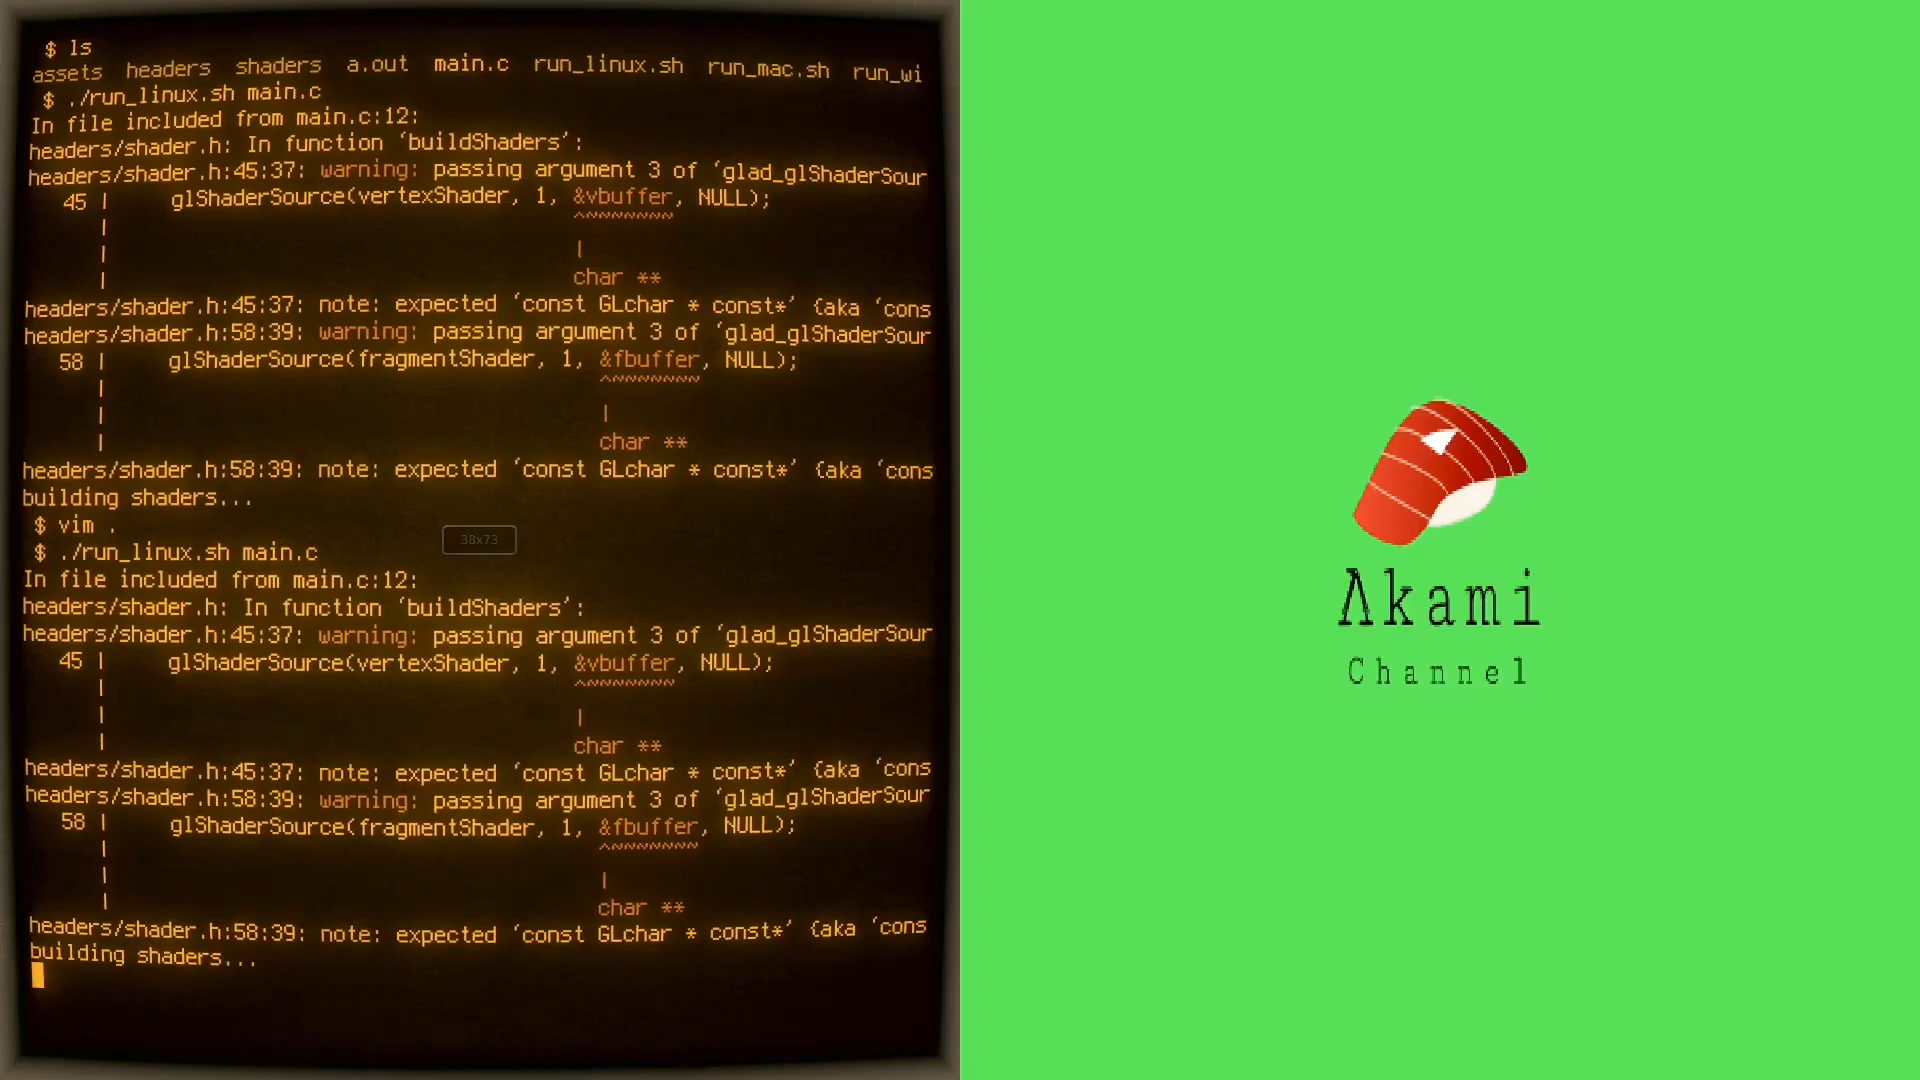 $ ls
assets headers shaders a.out main.c run_linux.sh run_mac.sh run_wi
$ ./run_linux.sh main.c
In file included from main.c:12:
headers/shader.h: In function ‘buildShaders’:
headers/shader.h:45:37: warning: passing argument 3 of ‘glad_glShaderSour
45 | glShaderSource(vertexShader, 1, &vbuffer, NULL);
| ^~~~~~~~
| |
| char **
headers/shader.h:45:37: note: expected ‘const GLchar * const*’ {aka ‘cons
headers/shader.h:58:39: warning: passing argument 3 of ‘glad_glShaderSour
58 | glShaderSource(fragmentShader, 1, &fbuffer, NULL);
| ^~~~~~~~
| |
| char **
headers/shader.h:58:39: note: expected ‘const GLchar * const*’ {aka ‘cons
building shaders...
$ vim .
$ ./run_linux.sh main.c
In file included from main.c:12:
headers/shader.h: In function ‘buildShaders’:
headers/shader.h:45:37: warning: passing argument 3 of ‘glad_glShaderSour
45 | glShaderSource(vertexShader, 1, &vbuffer, NULL);
| ^~~~~~~~
| |
| char **
headers/shader.h:45:37: note: expected ‘const GLchar * const*’ {aka ‘cons
headers/shader.h:58:39: warning: passing argument 3 of ‘glad_glShaderSour
58 | glShaderSource(fragmentShader, 1, &fbuffer, NULL);
| ^~~~~~~~
| |
| char **
headers/shader.h:58:39: note: expected ‘const GLchar * const*’ {aka ‘cons
building shaders...
38x73
Akami
Channel